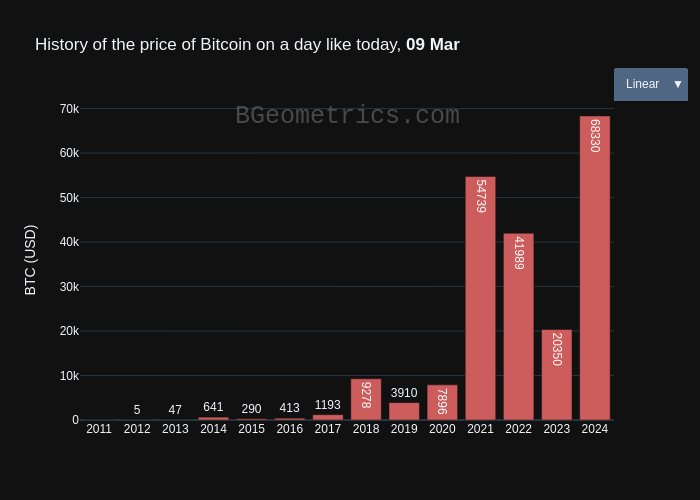 History of the price of Bitcoin on a day like today, 09 Mar
Linear ▼
BGeometrics.com
BTC (USD)
70k
60k
50k
40k
30k
20k
10k
0
5
47
641
290
413
1193
9278
3910
7896
54739
41989
20350
68330
2011 2012 2013 2014 2015 2016 2017 2018 2019 2020 2021 2022 2023 2024